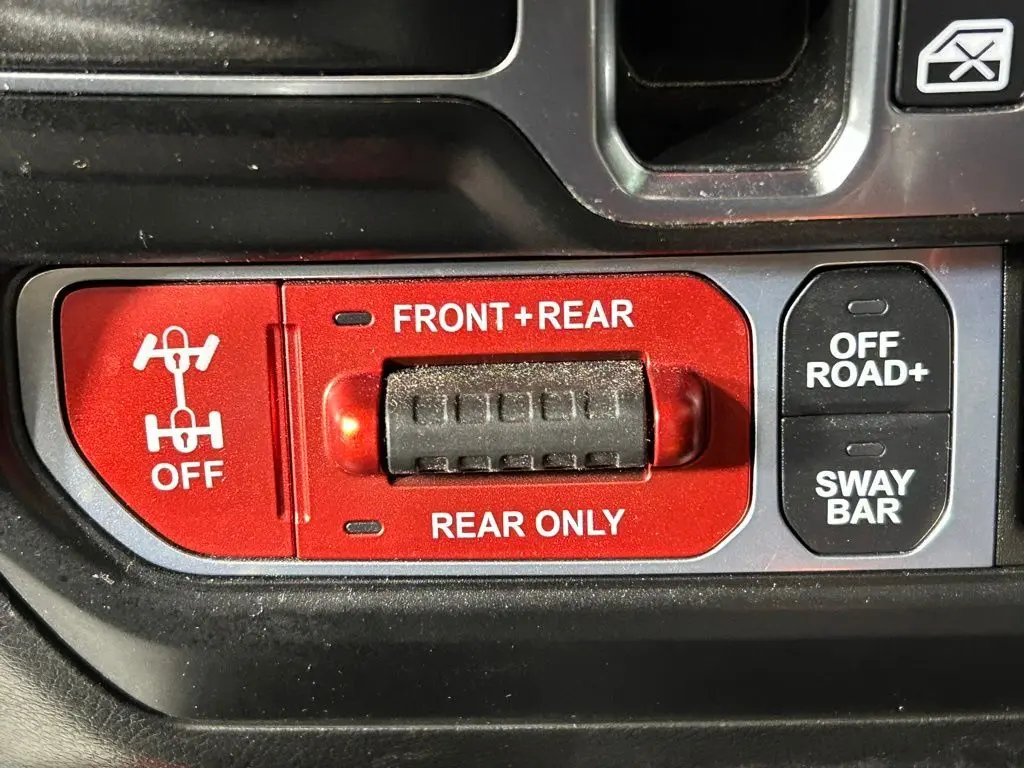 FRONT+REAR
OFF
ROAD+
OFF
SWAY
BAR
REAR ONLY